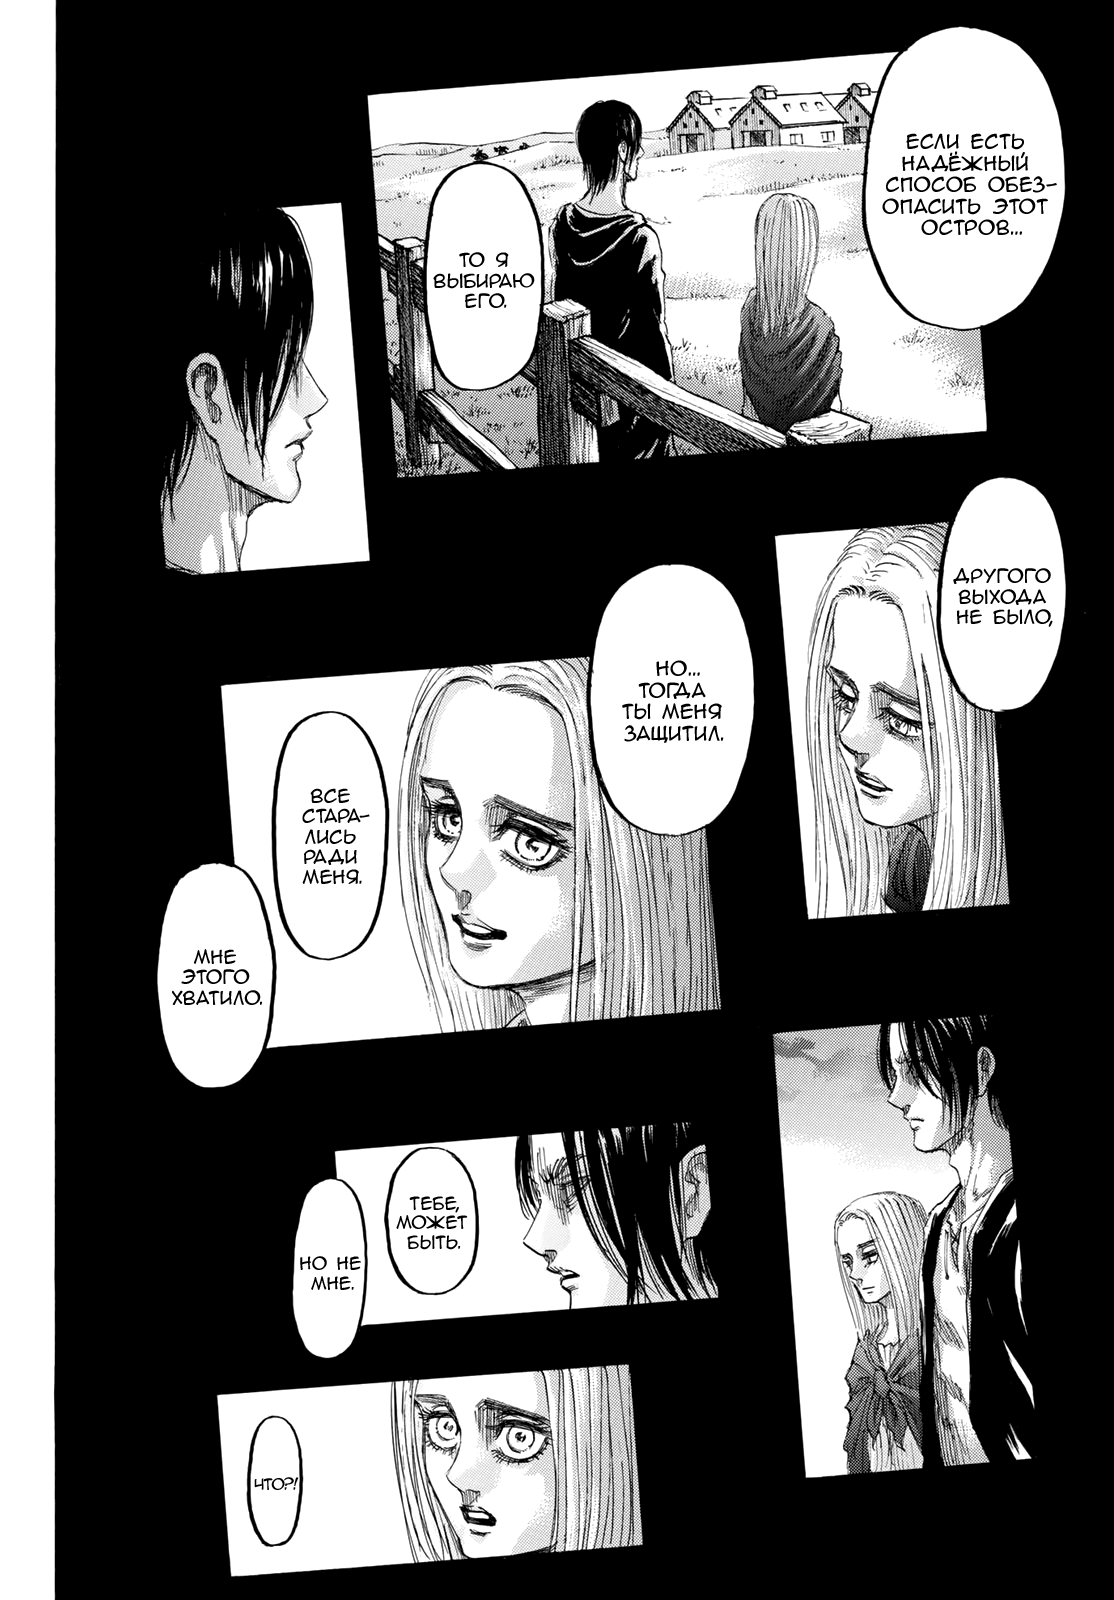 ЕСЛИ ЕСТЬ
НАДЁЖНЫЙ
СПОСОБ ОБЕЗ-
ОПАСИТЬ ЭТОТ
ОСТРОВ...
ТО Я
ВЫБИРАЮ
ЕГО.
ДРУГОГО
ВЫХОДА
НЕ БЫЛО,
НО...
ТОГДА
ТЫ МЕНЯ
ЗАЩИТИЛ.
ВСЕ
СТАРА-
ЛИСЬ
РАДИ
МЕНЯ.
МНЕ
ЭТОГО
ХВАТИЛО.
ТЕБЕ,
МОЖЕТ
БЫТЬ.
НО НЕ
МНЕ.
ЧТО?!